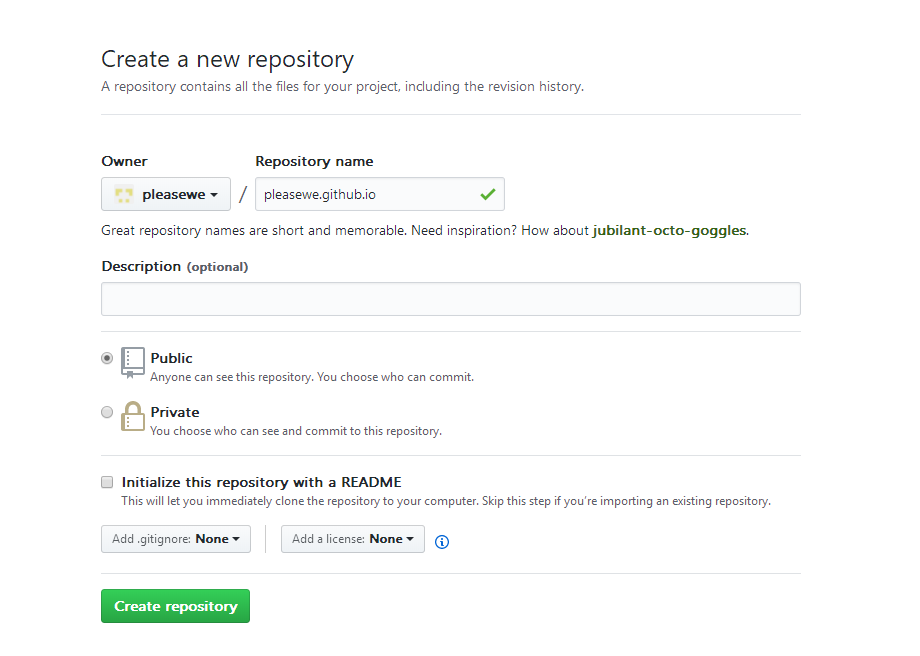 Create a new repository
A repository contains all the files for your project, including the revision history.
Owner
Repository name
pleasewe
/
pleasewe.github.io
Great repository names are short and memorable. Need inspiration? How about jubilant-octo-goggles.
Description (optional)
Public
Anyone can see this repository. You choose who can commit.
Private
You choose who can see and commit to this repository.
Initialize this repository with a README
This will let you immediately clone the repository to your computer. Skip this step if you're importing an existing repository.
Add .gitignore: None
Add a license: None
Create repository